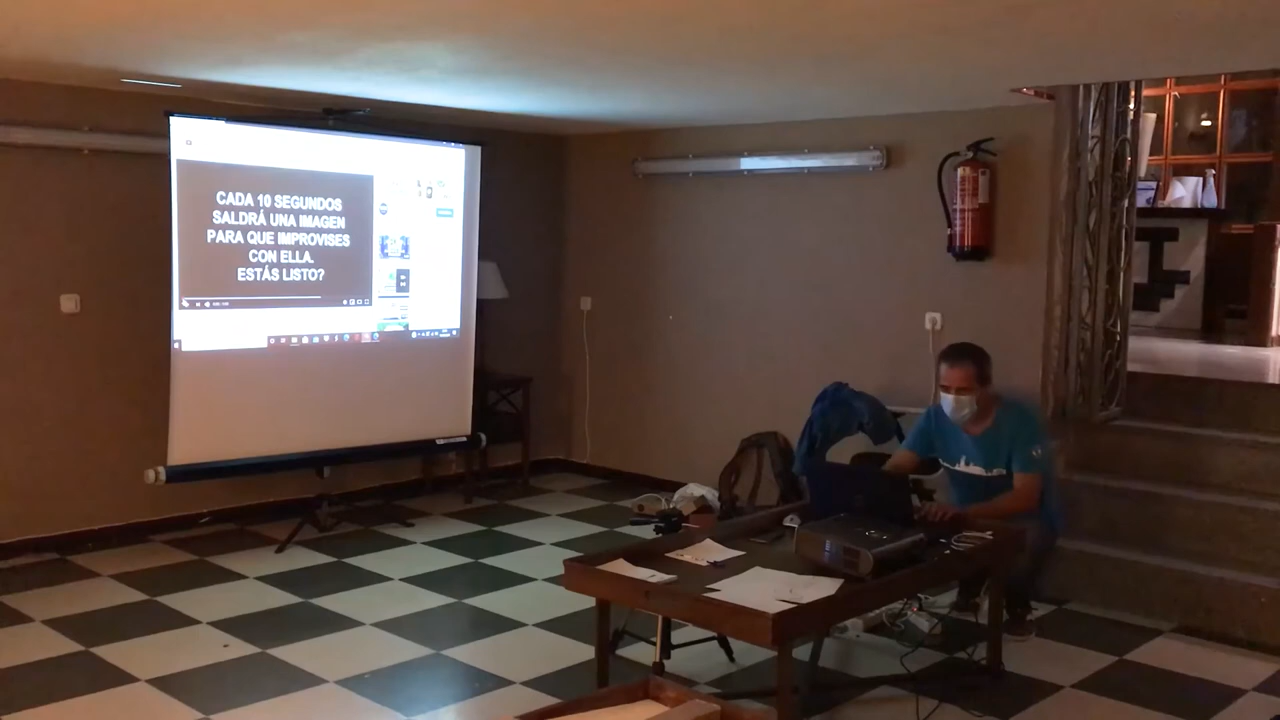 CADA 10 SEGUNDOS
SALDRÁ UNA IMAGEN
PARA QUE IMPROVISES
CON ELLA.
ESTÁS LISTO?